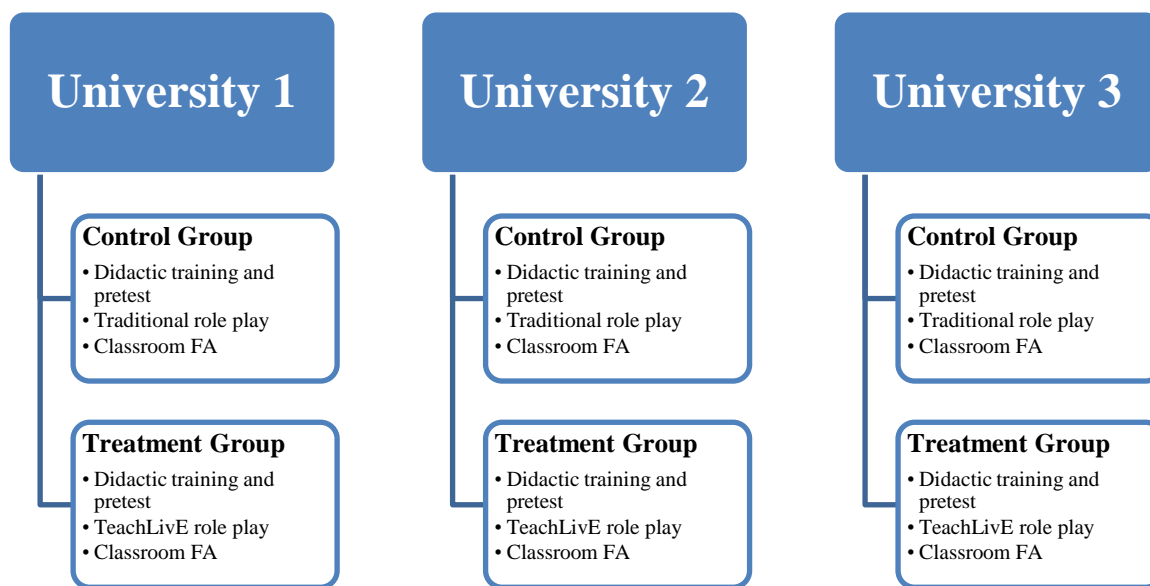 University 1
Control Group
• Didactic training and
pretest
• Traditional role play
• Classroom FA
Treatment Group
• Didactic training and
pretest
• TeachLivE role play
• Classroom FA
University 2
Control Group
• Didactic training and
pretest
• Traditional role play
• Classroom FA
Treatment Group
• Didactic training and
pretest
• TeachLivE role play
• Classroom FA
University 3
Control Group
• Didactic training and
pretest
• Traditional role play
• Classroom FA
Treatment Group
• Didactic training and
pretest
• TeachLivE role play
• Classroom FA